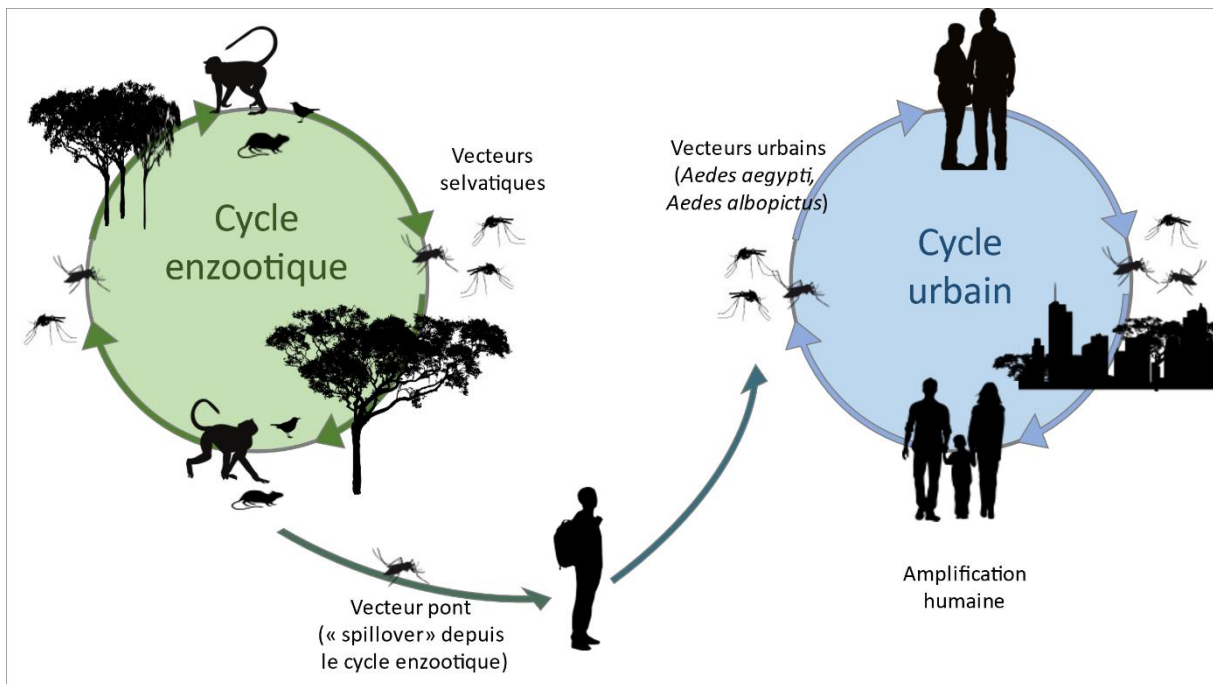 Cycle
enzootique
Vecteurs
selvatiques
Vecteur pont
(« spillover» depuis
le cycle enzootique)
Vecteurs urbains
(Aedes aegypti,
Aedes albopictus)
Cycle
urbain
Amplification
humaine